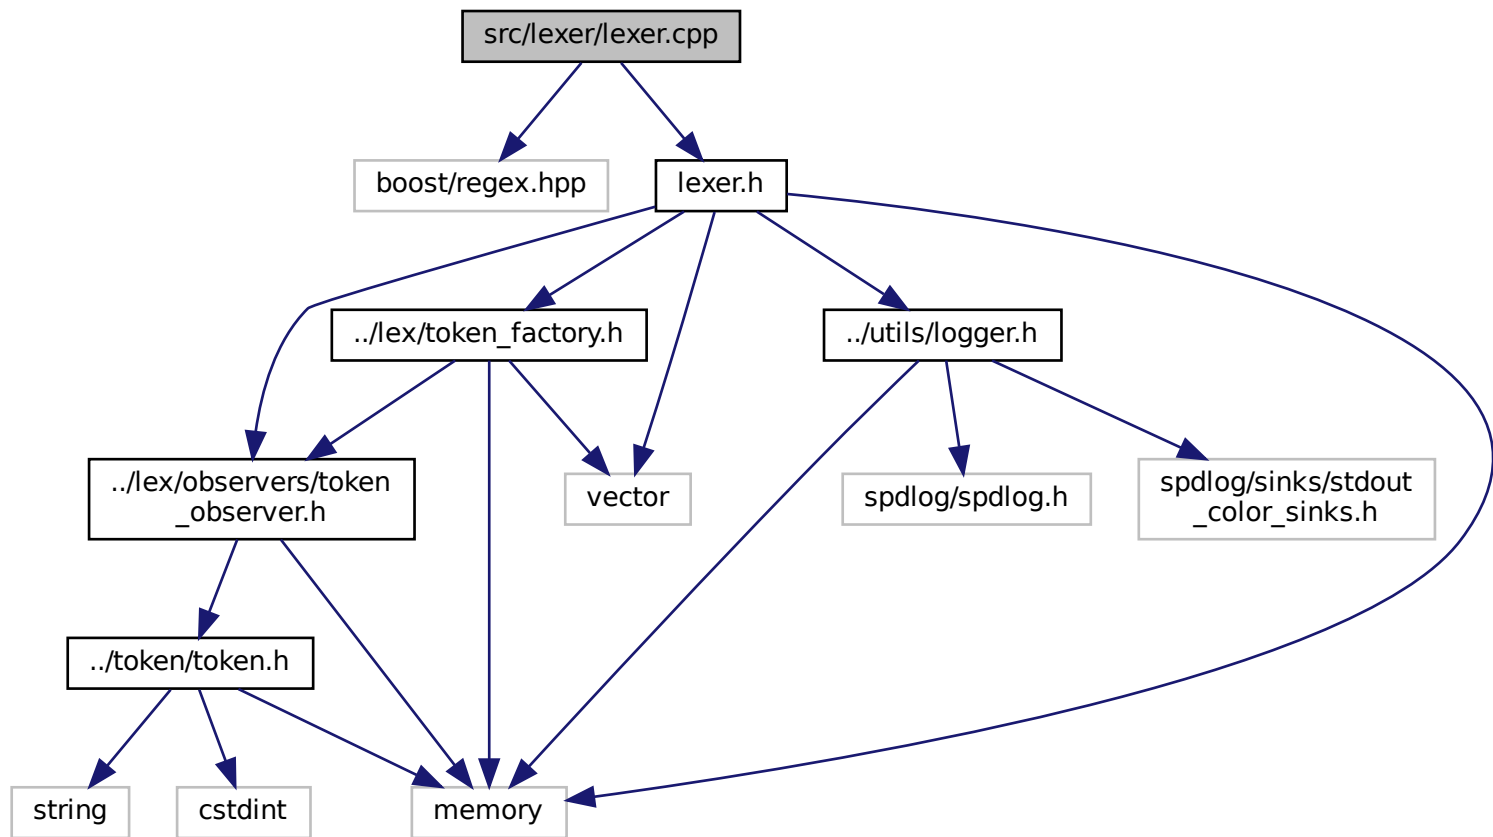 src/lexer/lexer.cpp
boost/regex.hpp
lexer.h
../lex/token_factory.h
../utils/logger.h
../lex/observers/token
_observer.h
vector
spdlog/spdlog.h
spdlog/sinks/stdout
_color_sinks.h
../token/token.h
string
cstdint
memory